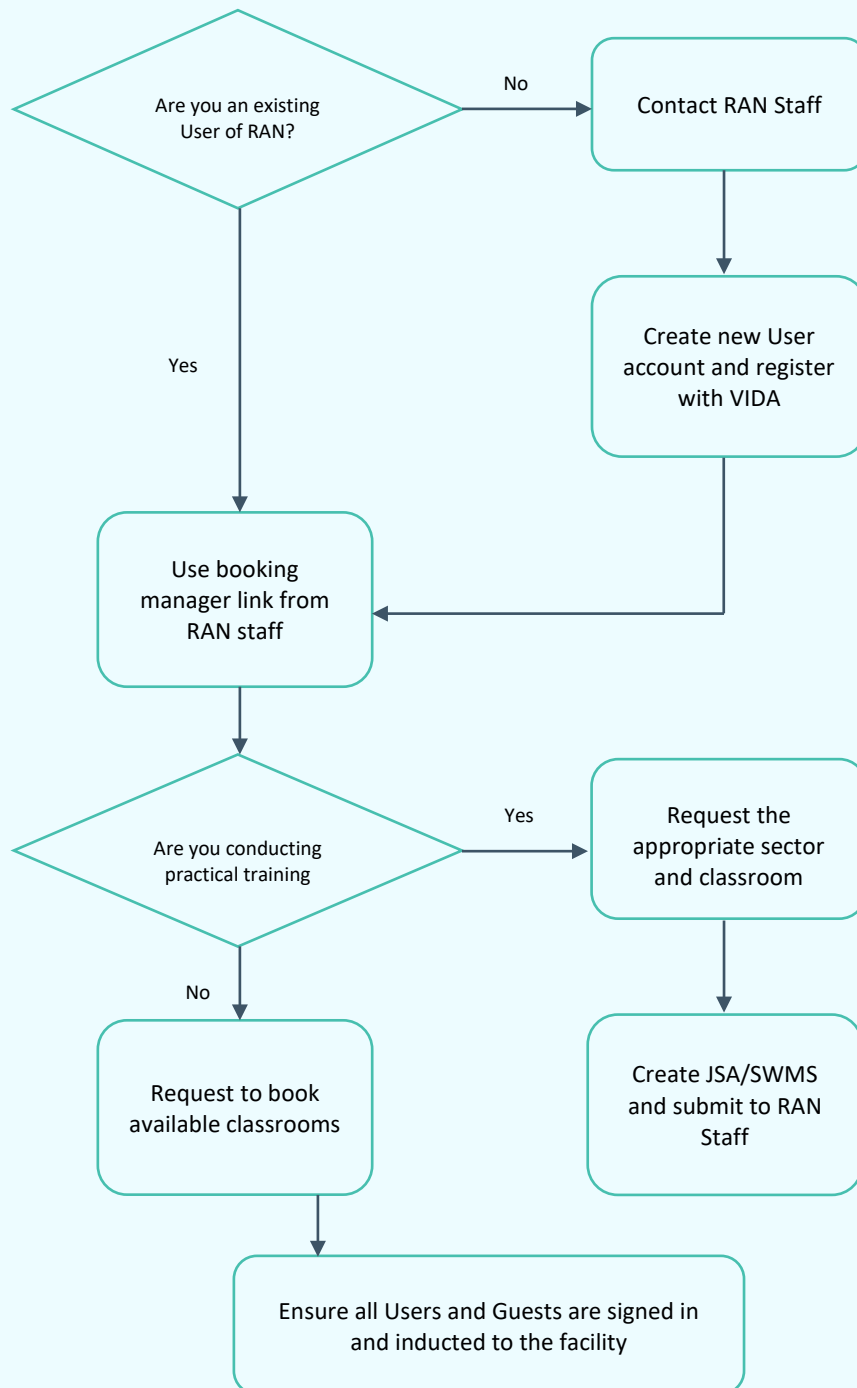 Are you an existing
User of RAN?
No
Contact RAN Staff
Create new User
account and register
with VIDA
Yes
Use booking
manager link from
RAN staff
Are you conducting
practical training
Yes
Request the
appropriate sector
and classroom
No
Request to book
available classrooms
Create JSA/SWMS
and submit to RAN
Staff
Ensure all Users and Guests are signed in
and inducted to the facility